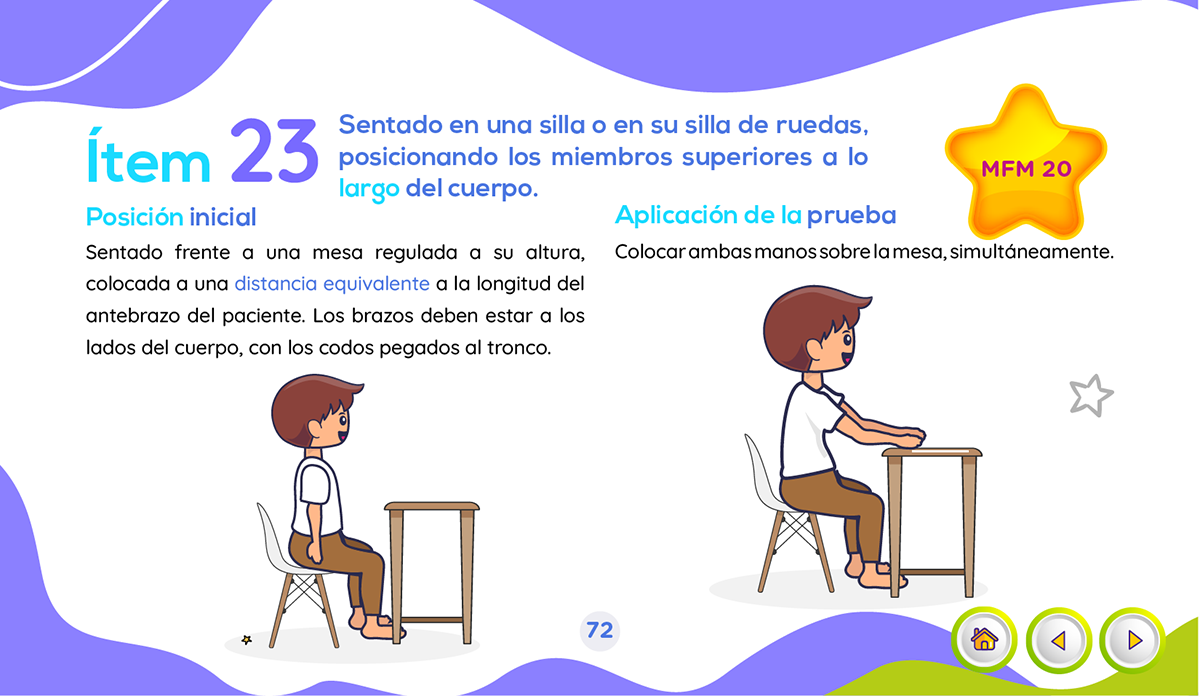 Ítem 23
Sentado en una silla o en su silla de ruedas,
posicionando los miembros superiores a lo
largo del cuerpo.
MFM 20
Posición inicial
Sentado frente a una mesa regulada a su altura,
colocada a una distancia equivalente a la longitud del
antebrazo del paciente. Los brazos deben estar a los
lados del cuerpo, con los codos pegados al tronco.
Aplicación de la prueba
Colocar ambas manos sobre la mesa, simultáneamente.
72